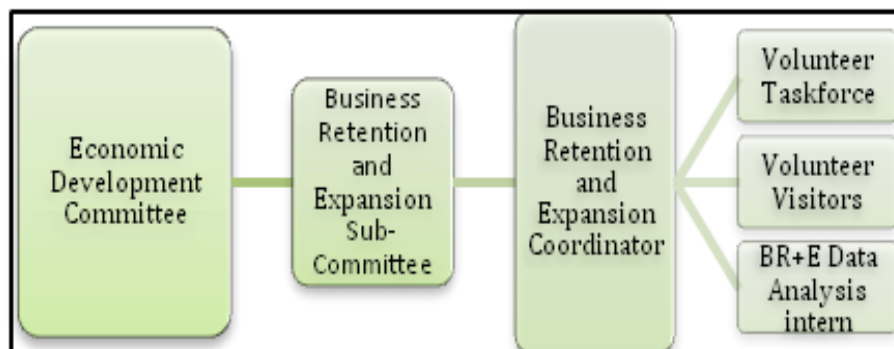 Economic
Development
Committee
Business
Retention
and
Expansion
Sub-
Committee
Business
Retention
and
Expansion
Coordinator
Volunteer
Taskforce
Volunteer
Visitors
BR+E Data
Analysis
intern